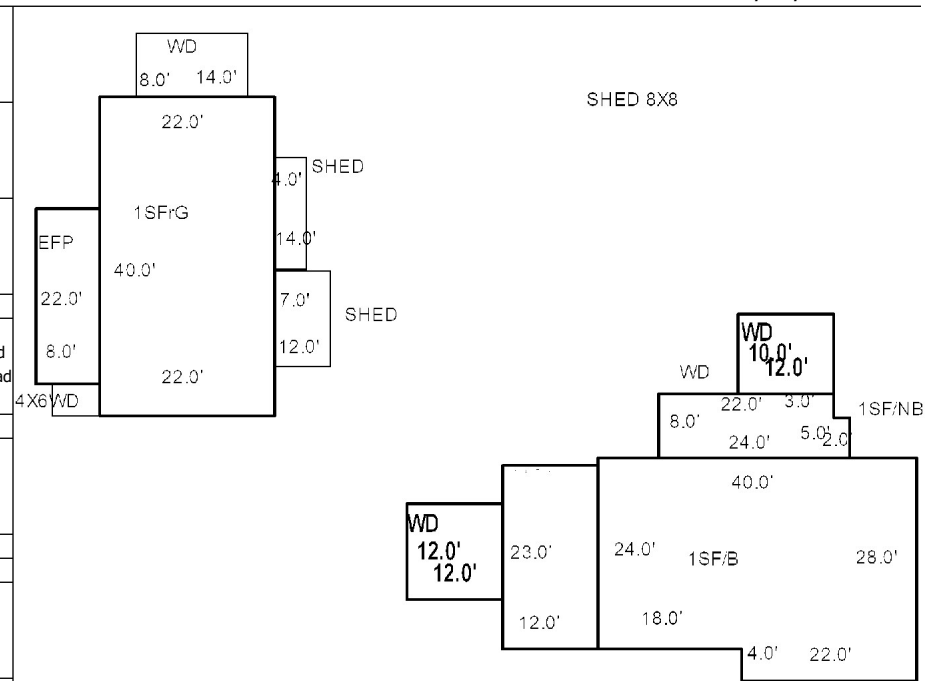 WD
8.0' 14.0'
22.0'
SHED 8X8
SHED
4.0'
1SFrG
14.0'
EFP
40.0'
22.0'
7.0'
SHED
12.0'
8.0'
22.0'
4X6WD
d
ad
WD
10.0'
12.0'
WD
22.0' 3.0'
1SF/NB
8.0'
24.0' 5.0' 2.0'
40.0'
WD
12.0'
12.0'
23.0'
24.0'
1SF/B
28.0'
12.0'
18.0'
4.0' 22.0'